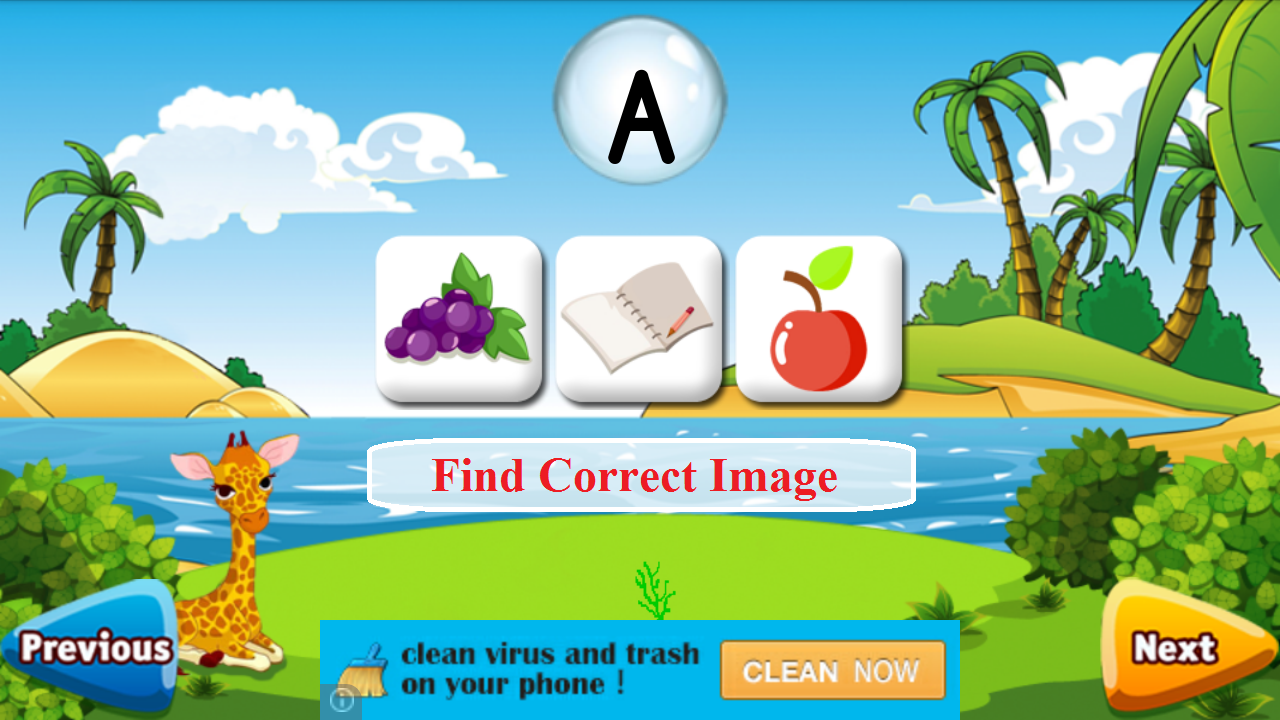 A
Find Correct Image
Previous
clean virus and trash
on your phone !
CLEAN NOW
Next